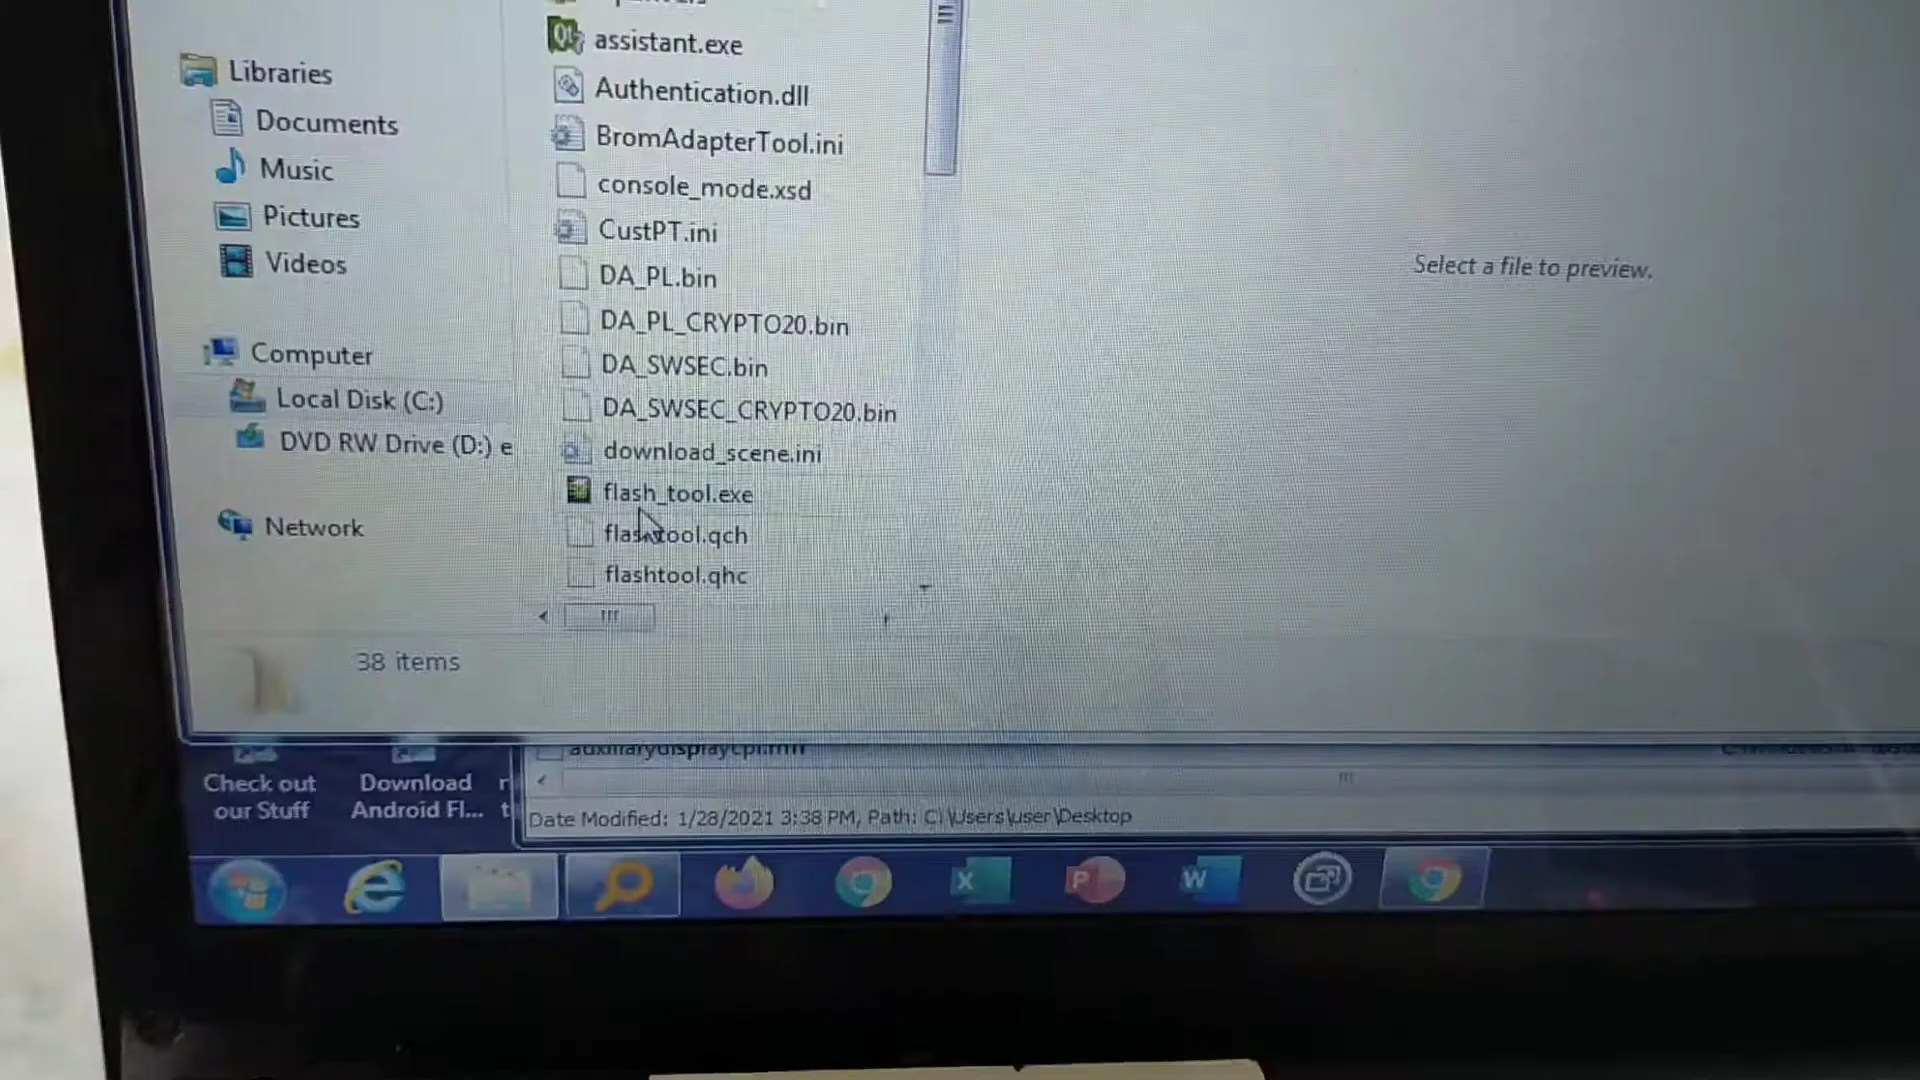 Libraries
Documents
Music
Pictures
Videos
Computer
Local Disk (C:)
DVD RW Drive (D:) e
Network
assistant.exe
Authentication.dll
BromAdapterTool.ini
console_mode.xsd
CustPT.ini
DA_PL.bin
DA_PL_CRYPTO20.bin
DA_SWSEC.bin
DA_SWSEC_CRYPTO20.bin
download_scene.ini
flash_tool.exe
flashtool.qch
flashtool.qhc
Select a file to preview.
38 items
Check out
our Stuff
Download
Android Fl...
Date Modified: 1/28/2021 3:38 PM, Path: C:\Users\user\Desktop